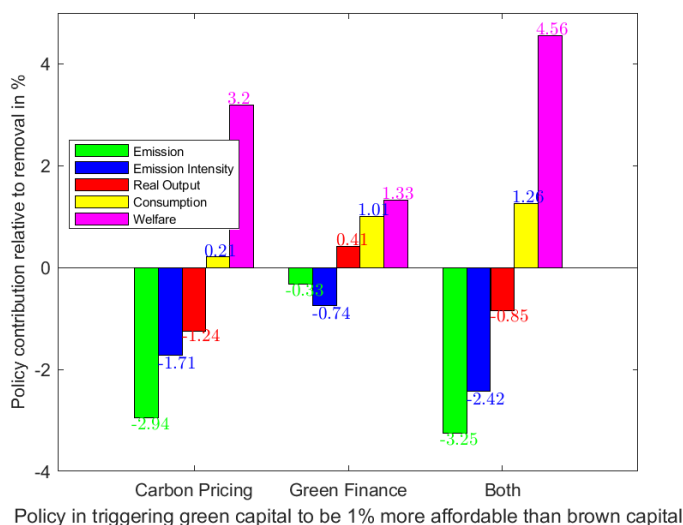 Policy contribution relative to removal in %
4
2
0
-2
-4
Emission
Emission Intensity
Real Output
Consumption
Welfare
-2.94
-1.71
-1.24
0.21
3.2
-0.33
-0.74
0.41
1.01
1.33
-3.25
-2.42
-0.85
1.26
4.56
Carbon Pricing
Green Finance
Both
Policy in triggering green capital to be 1% more affordable than brown capital